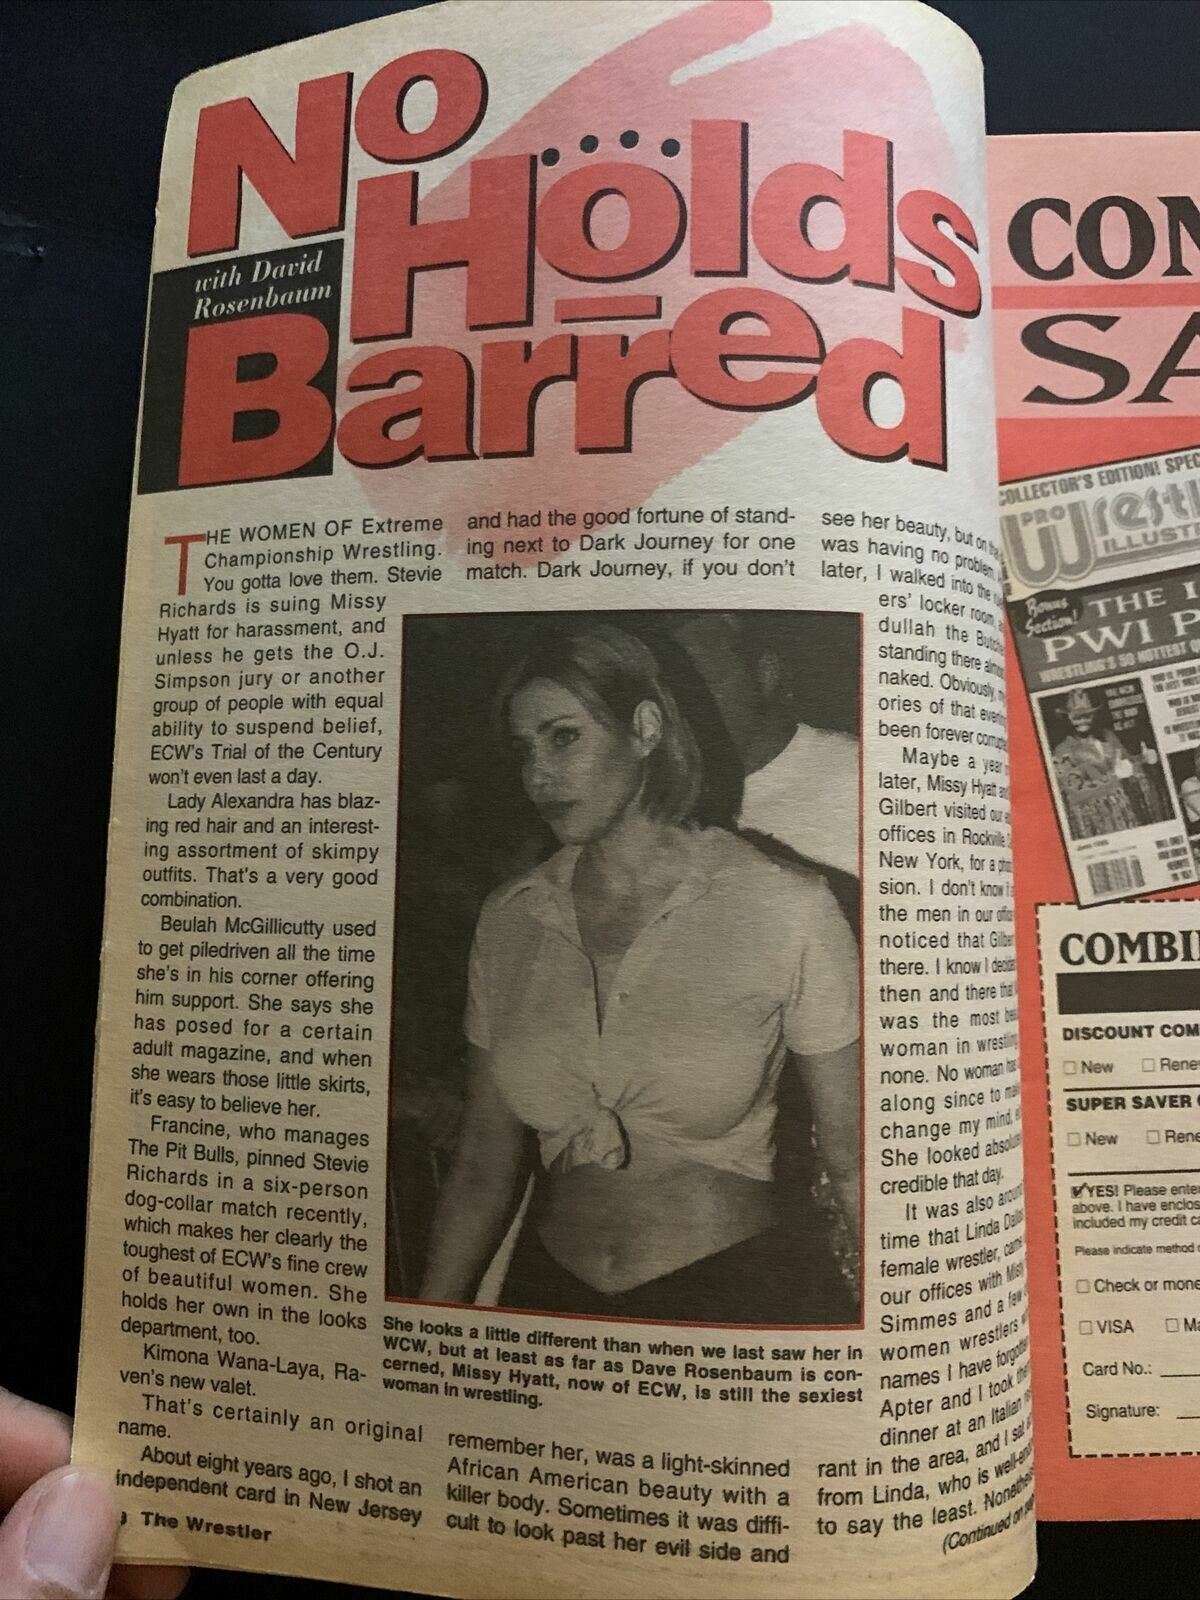 No
Holds
Barred
with David
Rosenbaum
THE WOMEN OF Extreme
Championship Wrestling.
You gotta love them. Stevie
Richards is suing Missy
Hyatt for harassment, and
unless he gets the O.J.
Simpson jury or another
group of people with equal
ability to suspend belief,
ECW's Trial of the Century
won't even last a day.
Lady Alexandra has blaz-
ing red hair and an interest-
ing assortment of skimpy
outfits. That's a very good
combination.
Beulah McGillicutty used
to get piledriven all the time
she's in his corner offering
him support. She says she
has posed for a certain
adult magazine, and when
she wears those little skirts,
it's easy to believe her.
Francine, who manages
The Pit Bulls, pinned Stevie
Richards in a six-person
dog-collar match recently,
which makes her clearly the
toughest of ECW's fine crew
of beautiful women. She
holds her own in the looks
department, too.
Kimona Wana-Laya, Ra-
ven's new valet.
That's certainly an original
name.
About eight years ago, I shot an
independent card in New Jersey
and had the good fortune of stand-
ing next to Dark Journey for one
match. Dark Journey, if you don't
She looks a little different than when we last saw her in
WCW, but at least as far as Dave Rosenbaum is con-
cerned, Missy Hyatt, now of ECW, is still the sexiest
woman in wrestling.
remember her, was a light-skinned
African American beauty with a
killer body. Sometimes it was diffi-
cult to look past her evil side and
see her beauty, but on
was having no problem
later, I walked into the
ers' locker room,
dullah the
standing there
naked. Obviously,
ories of that
been forever
Maybe a year
later, Missy Hyatt
Gilbert visited our
offices in Rockville
New York, for a
sion. I don't know
the men in our
noticed that
there. I know I
then and there
was the most
woman in
none. No woman
along since to
change my mind,
She looked
credible that day.
It was also
time that Linda
female wrestler,
our offices with
Simmes and a few
women wrestlers
names I have
Apter and I took
dinner at an Italian
rant in the area, and I sat
from Linda, who is
to say the least.
(Continued on
The Wrestler
CON
SA
COLLECTOR'S EDITION! SPEC
PRO
Wrest
ILLUST
Bonus
Section!
THE
PWI P
WRESTLING'S 50 HOTTEST
COMBI
DISCOUNT COM
New Rene
SUPER SAVER
New Rene
YES! Please enter
above. I have enclos
included my credit ca
Please indicate method
Check or mone
VISA
Card No.:
Signature: